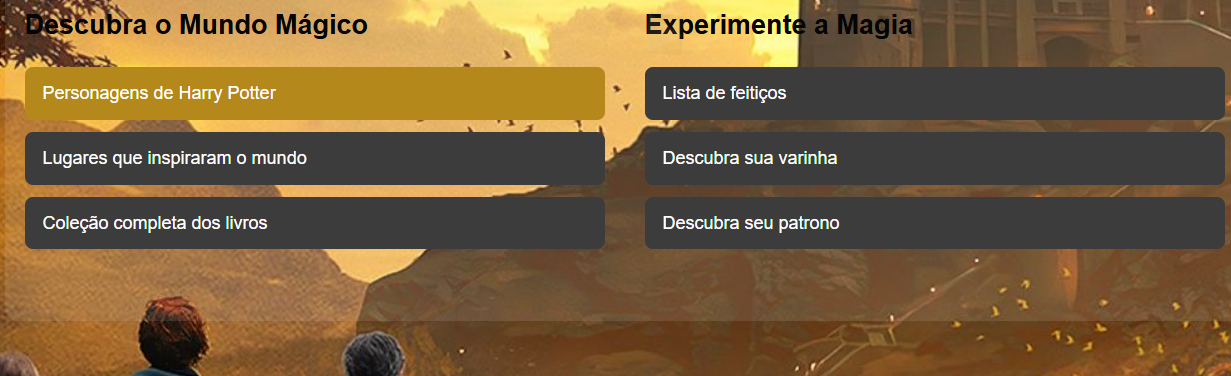 Descubra o Mundo Mágico
Personagens de Harry Potter
Lugares que inspiraram o mundo
Coleção completa dos livros
Experimente a Magia
Lista de feitiços
Descubra sua varinha
Descubra seu patrono